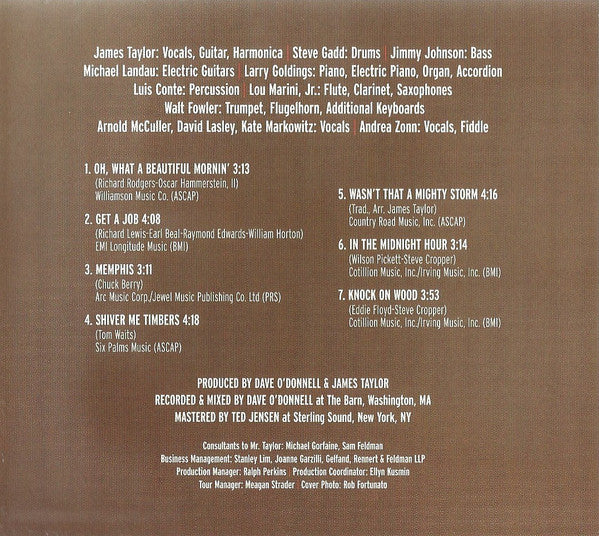 James Taylor: Vocals, Guitar, Harmonica | Steve Gadd: Drums | Jimmy Johnson: Bass
Michael Landau: Electric Guitars | Larry Goldings: Piano, Electric Piano, Organ, Accordion
Luis Conte: Percussion | Lou Marini, Jr.: Flute, Clarinet, Saxophones
Walt Fowler: Trumpet, Flugelhorn, Additional Keyboards
Arnold McCuller, David Lasley, Kate Markowitz: Vocals | Andrea Zonn: Vocals, Fiddle
1. OH, WHAT A BEAUTIFUL MORNIN' 3:13
(Richard Rodgers-Oscar Hammerstein, II)
Williamson Music Co. (ASCAP)
2. GET A JOB 4:08
(Richard Lewis-Earl Beal-Raymond Edwards-William Horton)
EMI Longitude Music (BMI)
3. MEMPHIS 3:11
(Chuck Berry)
Arc Music Corp./Jewel Music Publishing Co. Ltd (PRS)
4. SHIVER ME TIMBERS 4:18
(Tom Waits)
Six Palms Music (ASCAP)
5. WASN'T THAT A MIGHTY STORM 4:16
(Trad., Arr. James Taylor)
Country Road Music, Inc. (ASCAP)
6. IN THE MIDNIGHT HOUR 3:14
(Wilson Pickett-Steve Cropper)
Cotillion Music, Inc./Irving Music, Inc. (BMI)
7. KNOCK ON WOOD 3:53
(Eddie Floyd-Steve Cropper)
Cotillion Music, Inc./Irving Music, Inc. (BMI)
PRODUCED BY DAVE O'DONNELL & JAMES TAYLOR
RECORDED & MIXED BY DAVE O'DONNELL at The Barn, Washington, MA
MASTERED BY TED JENSEN at Sterling Sound, New York, NY
Consultants to Mr. Taylor: Michael Gorfaine, Sam Feldman
Business Management: Stanley Lim, Joanne Garzilli, Gelfand, Rennert & Feldman LLP
Production Manager: Ralph Perkins | Production Coordinator: Ellyn Kusmin
Tour Manager: Meagan Strader | Cover Photo: Rob Fortunato